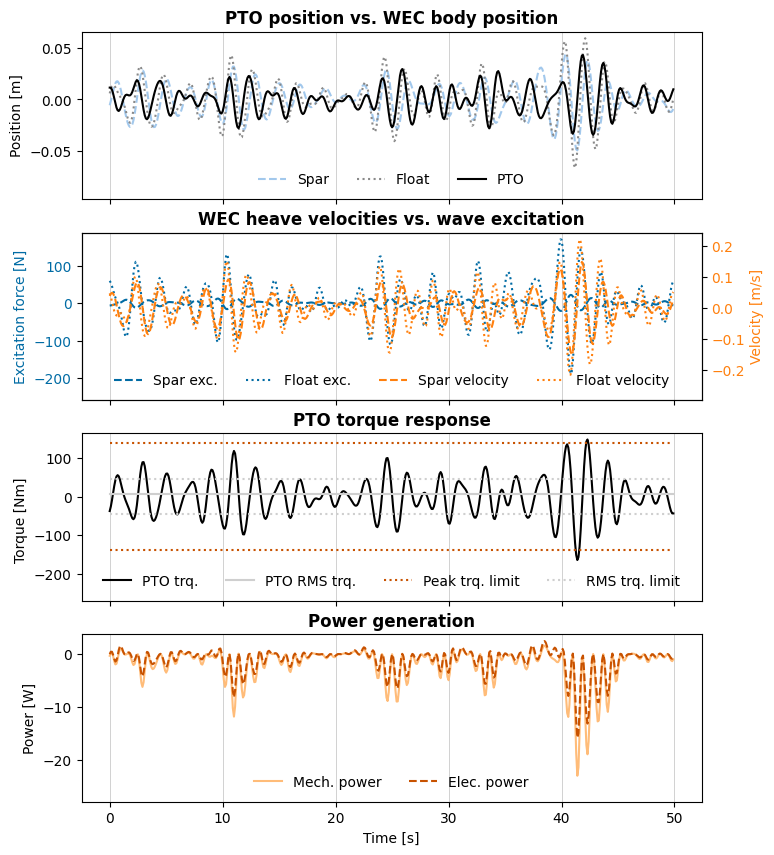 PTO position vs. WEC body position
0.05
0.00
−0.05
Position [m]
Spar Float PTO
WEC heave velocities vs. wave excitation
100
0
−100
−200
Excitation force [N]
0.2
0.1
0.0
−0.1
−0.2
Velocity [m/s]
Spar exc. Float exc. Spar velocity Float velocity
PTO torque response
100
0
−100
−200
Torque [Nm]
PTO trq. PTO RMS trq. Peak trq. limit RMS trq. limit
Power generation
0
−10
−20
Power [W]
Mech. power Elec. power
0 10 20 30 40 50
Time [s]